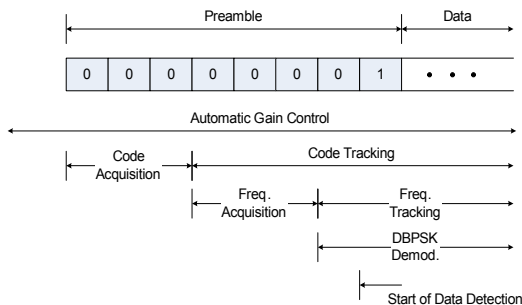 Preamble Data
0 0 0 0 0 0 0 1 • • •
Automatic Gain Control
Code
Acquisition
Code Tracking
Freq.
Acquisition
Freq.
Tracking
DBPSK
Demod.
Start of Data Detection